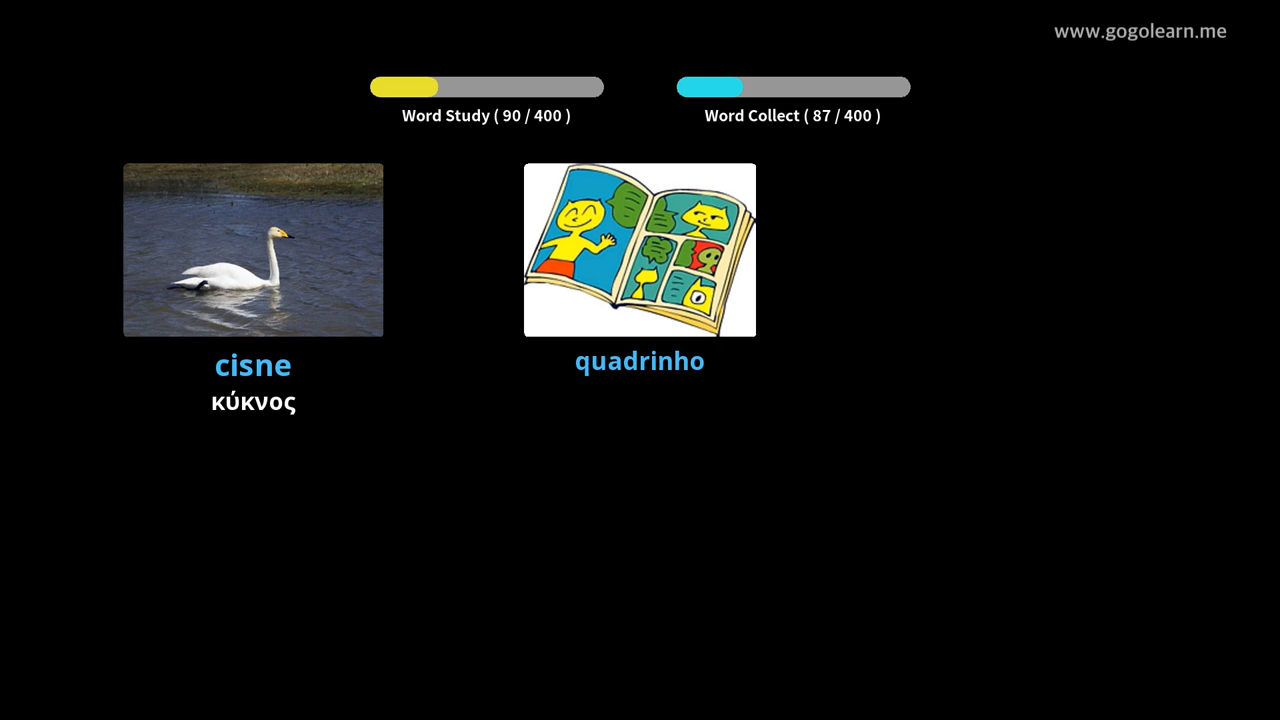 www.gogolearn.me
Word Study ( 90 / 400 )
Word Collect ( 87 / 400 )
cisne
κύκνος
quadrinho